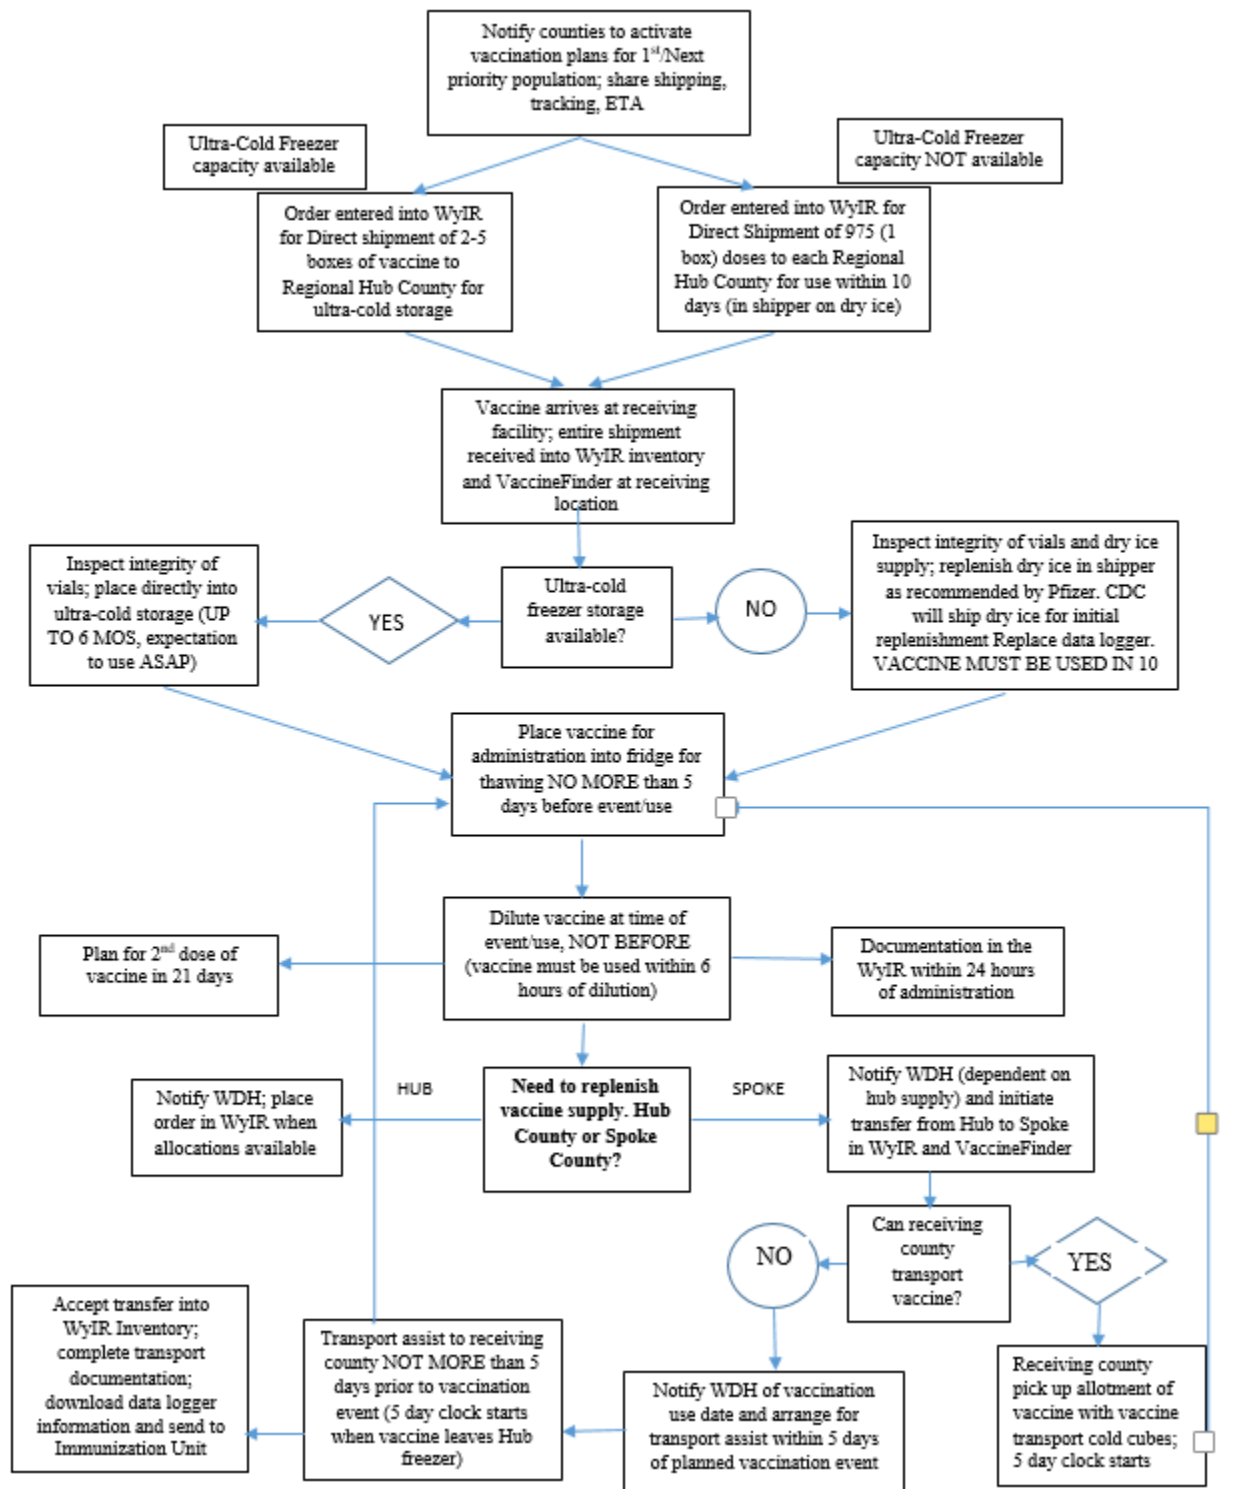 Notify counties to activate
vaccination plans for 1st/Next
priority population; share shipping,
tracking, ETA
Ultra-Cold Freezer
capacity available
Ultra-Cold Freezer
capacity NOT available
Order entered into WyIR
for Direct shipment of 2-5
boxes of vaccine to
Regional Hub County for
ultra-cold storage
Order entered into WyIR for
Direct Shipment of 975 (1
box) doses to each Regional
Hub County for use within 10
days (in shipper on dry ice)
Vaccine arrives at receiving
facility; entire shipment
received into WyIR inventory
and VaccineFinder at receiving
location
Inspect integrity of
vials; place directly into
ultra-cold storage (UP
TO 6 MOS, expectation
to use ASAP)
YES
Ultra-cold
freezer storage
available?
NO
Inspect integrity of vials and dry ice
supply; replenish dry ice in shipper
as recommended by Pfizer. CDC
will ship dry ice for initial
replenishment Replace data logger.
VACCINE MUST BE USED IN 10
Place vaccine for
administration into fridge for
thawing NO MORE than 5
days before event/use
Dilute vaccine at time of
event/use, NOT BEFORE
(vaccine must be used within 6
hours of dilution)
Plan for 2nd dose of
vaccine in 21 days
Documentation in the
WyIR within 24 hours
of administration
Need to replenish
vaccine supply. Hub
County or Spoke
County?
HUB
Notify WDH; place
order in WyIR when
allocations available
SPOKE
Notify WDH (dependent on
hub supply) and initiate
transfer from Hub to Spoke
in WyIR and VaccineFinder
Can receiving
county
transport
vaccine?
NO
YES
Receiving county
pick up allotment of
vaccine with vaccine
transport cold cubes;
5 day clock starts
Notify WDH of vaccination
use date and arrange for
transport assist within 5 days
of planned vaccination event
Transport assist to receiving
county NOT MORE than 5
days prior to vaccination
event (5 day clock starts
when vaccine leaves Hub
freezer)
Accept transfer into
WyIR Inventory;
complete transport
documentation;
download data logger
information and send to
Immunization Unit